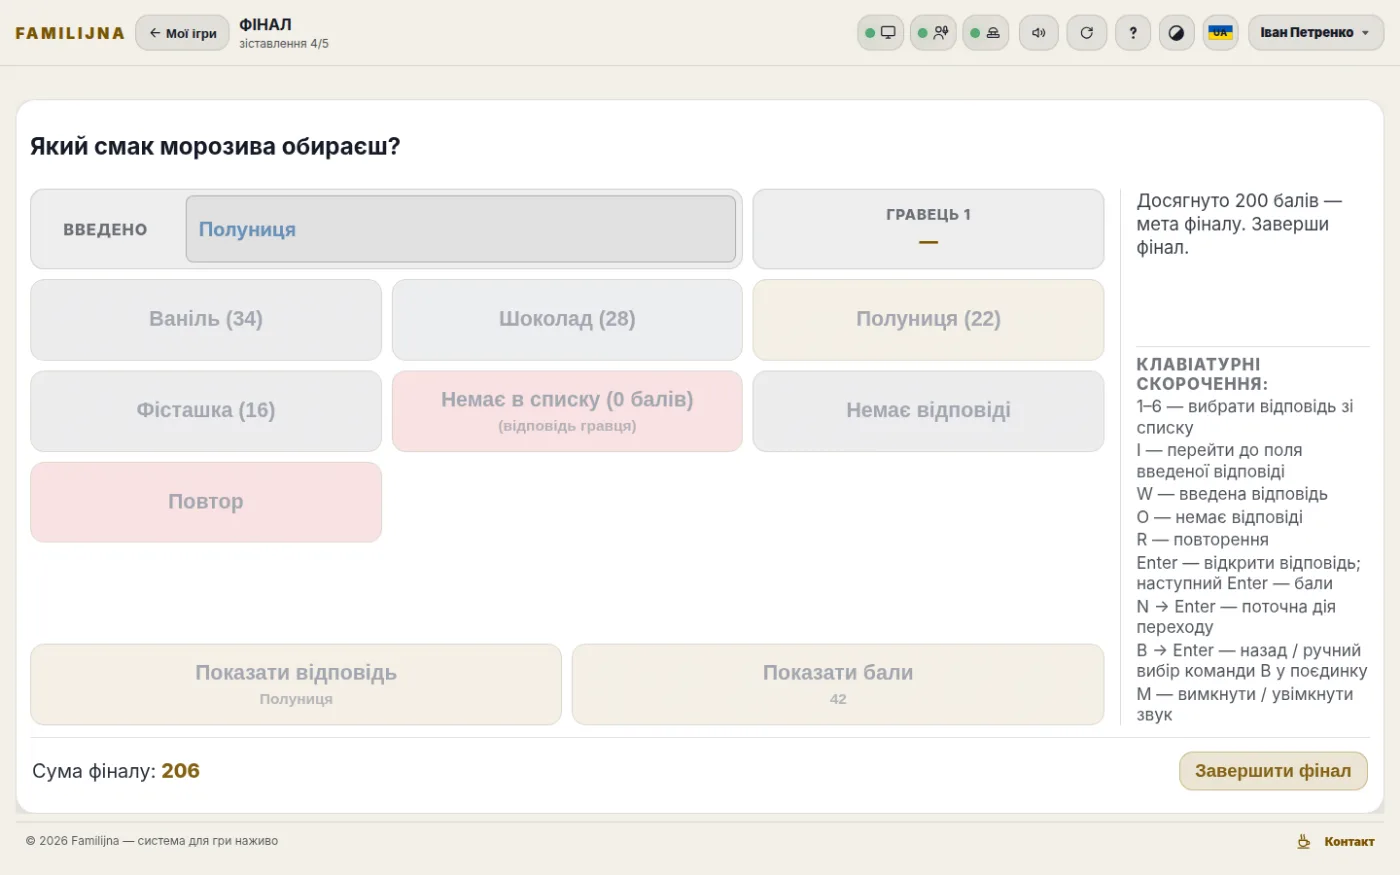 FAMILIJNA
← Мої ігри
ФІНАЛ
зіставлення 4/5
?
UA
Іван Петренко
Який смак морозива обираєш?
ВВЕДЕНО
Полуниця
ГРАВЕЦЬ 1
—
Ваніль (34)
Шоколад (28)
Полуниця (22)
Фісташка (16)
Немає в списку (0 балів)
(відповідь гравця)
Немає відповіді
Повтор
Показати відповідь
Полуниця
Показати бали
42
Досягнуто 200 балів —
мета фіналу. Заверши
фінал.
КЛАВІАТУРНІ
СКОРОЧЕННЯ:
1–6 — вибрати відповідь зі
списку
I — перейти до поля
введеної відповіді
W — введена відповідь
O — немає відповіді
R — повторення
Enter — відкрити відповідь;
наступний Enter — бали
N → Enter — поточна дія
переходу
B → Enter — назад / ручний
вибір команди B у поєдинку
M — вимкнути / увімкнути
звук
Сума фіналу: 206
Завершити фінал
© 2026 Familijna — система для гри наживо
Контакт